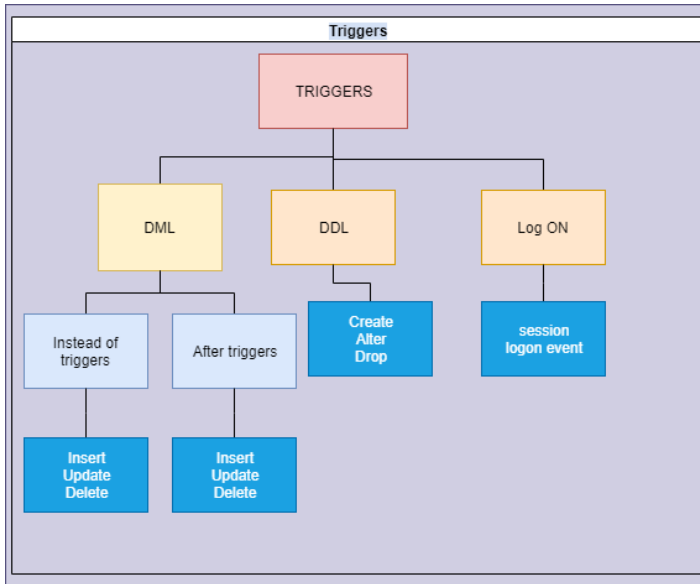 Triggers
TRIGGERS
DML
DDL
Log ON
Instead of
triggers
After triggers
Create
Alter
Drop
session
logon event
Insert
Update
Delete
Insert
Update
Delete